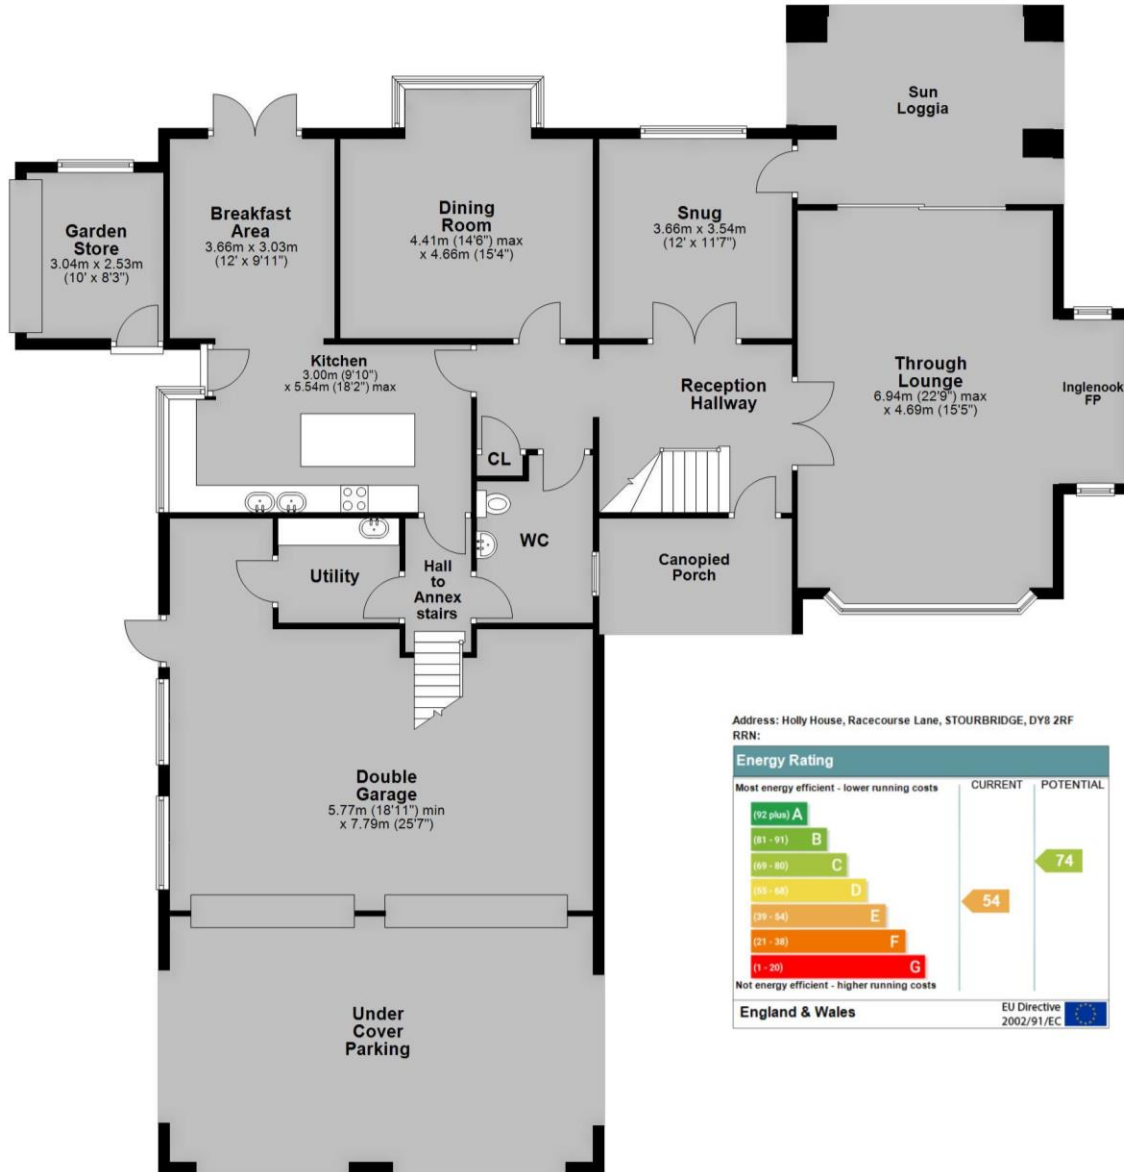 Sun
Loggia
Garden
Store
3.04m x 2.53m
(10' x 8'3")
Breakfast
Area
3.66m x 3.03m
(12' x 9'11")
Dining
Room
4.41m (14'6") max
x 4.66m (15'4")
Snug
3.66m x 3.54m
(12' x 11'7")
Kitchen
3.00m (9'10")
x 5.54m (18'2") max
Reception
Hallway
Through
Lounge
6.94m (22'9") max
x 4.69m (15'5")
Inglenook
FP
CL
WC
Utility
Hall
to
Annex
stairs
Canopied
Porch
Double
Garage
5.77m (18'11") min
x 7.79m (25'7")
Under
Cover
Parking
Address: Holly House, Racecourse Lane, STOURBRIDGE, DY8 2RF
RRN:
Energy Rating
Most energy efficient - lower running costs
CURRENT
POTENTIAL
(92 plus) A
(81 - 91) B
(69 - 80) C
(55 - 68) D
(39 - 54) E
(21 - 38) F
(1 - 20) G
54
74
Not energy efficient - higher running costs
England & Wales
EU Directive
2002/91/EC